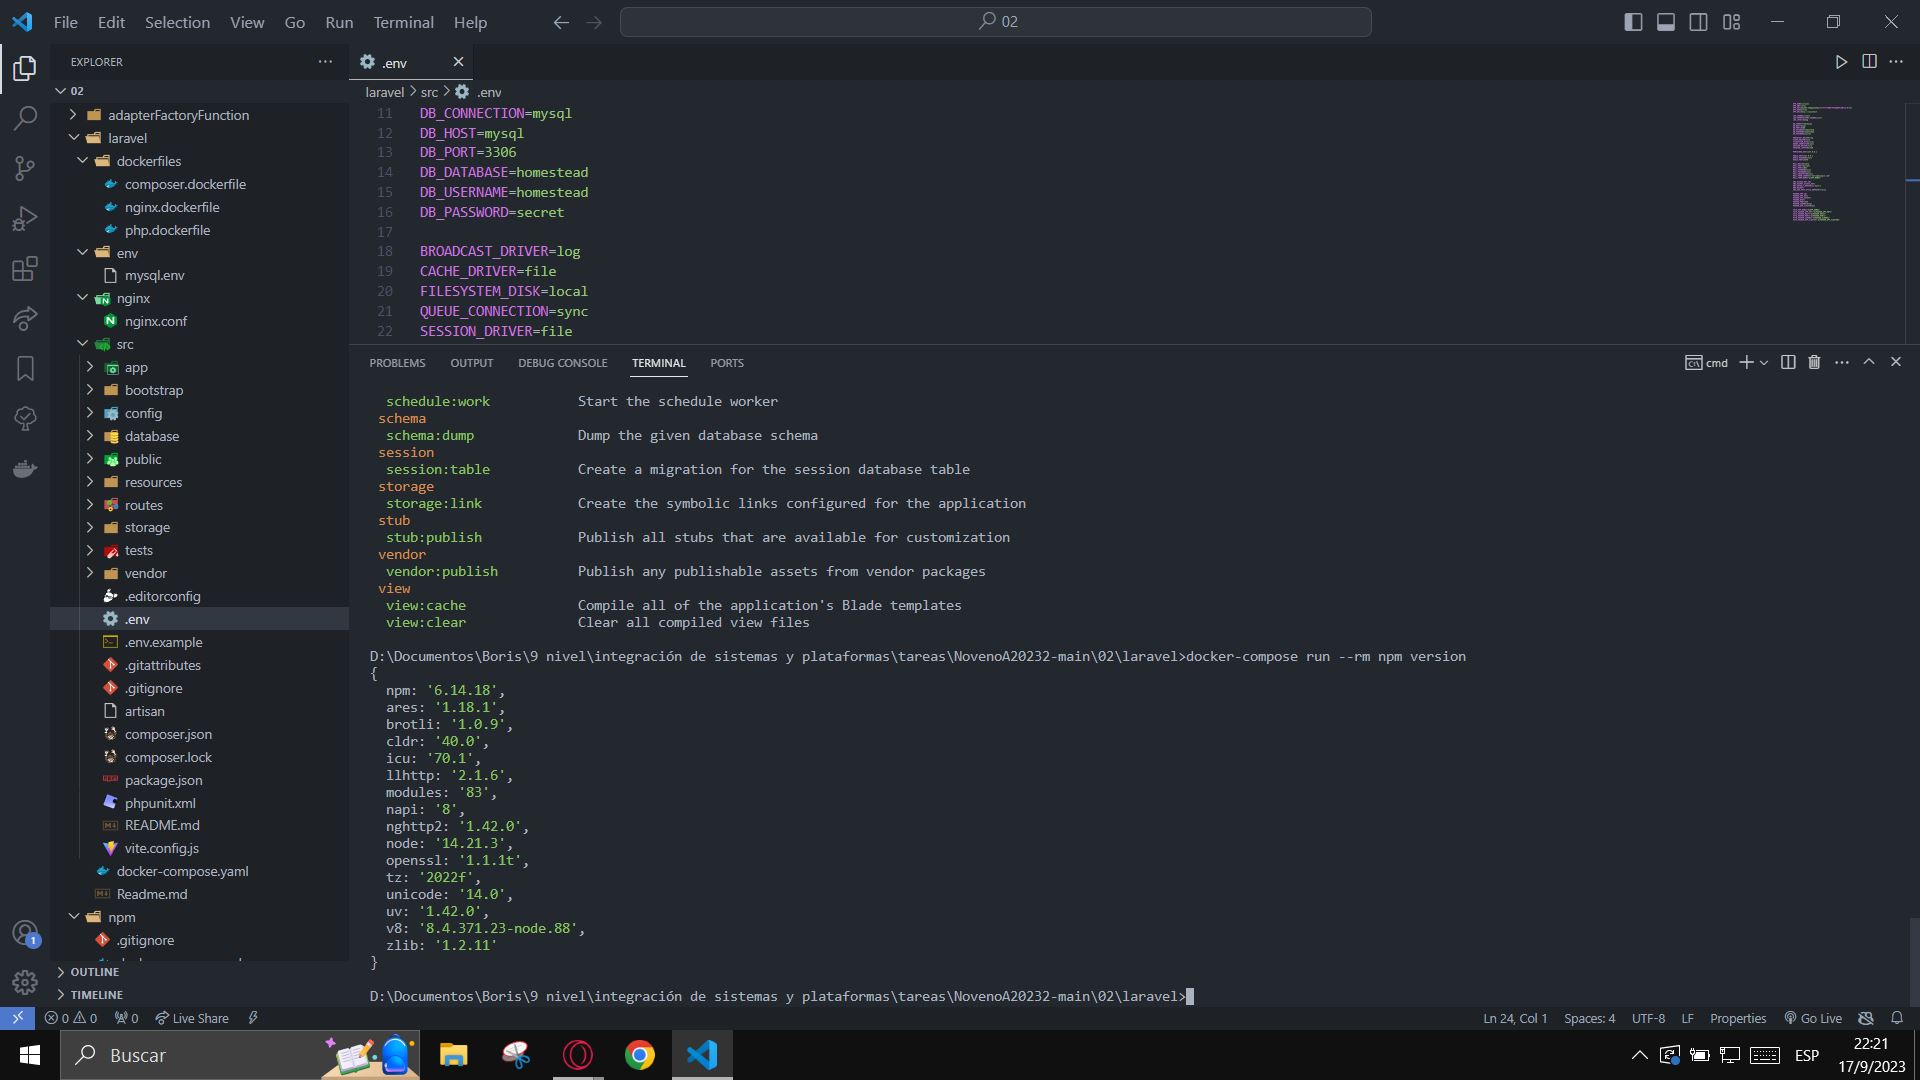 File Edit Selection View Go Run Terminal Help
02
EXPLORER
.env
02
laravel > src > .env
adapterFactoryFunction
laravel
dockerfiles
composer.dockerfile
nginx.dockerfile
php.dockerfile
env
mysql.env
nginx
nginx.conf
src
app
bootstrap
config
database
public
resources
routes
storage
tests
vendor
.editorconfig
.env
.env.example
.gitattributes
.gitignore
artisan
composer.json
composer.lock
package.json
phpunit.xml
README.md
vite.config.js
docker-compose.yaml
Readme.md
npm
.gitignore
OUTLINE
TIMELINE
11 DB_CONNECTION=mysql
12 DB_HOST=mysql
13 DB_PORT=3306
14 DB_DATABASE=homestead
15 DB_USERNAME=homestead
16 DB_PASSWORD=secret
17
18 BROADCAST_DRIVER=log
19 CACHE_DRIVER=file
20 FILESYSTEM_DISK=local
21 QUEUE_CONNECTION=sync
22 SESSION_DRIVER=file
PROBLEMS OUTPUT DEBUG CONSOLE TERMINAL PORTS
cmd
schedule:work Start the schedule worker
schema
schema:dump Dump the given database schema
session
session:table Create a migration for the session database table
storage
storage:link Create the symbolic links configured for the application
stub
stub:publish Publish all stubs that are available for customization
vendor
vendor:publish Publish any publishable assets from vendor packages
view
view:cache Compile all of the application's Blade templates
view:clear Clear all compiled view files
D:\Documentos\Boris\9 nivel\integración de sistemas y plataformas\tareas\NovenoA20232-main\02\laravel>docker-compose run --rm npm version
{
npm: '6.14.18',
ares: '1.18.1',
brotli: '1.0.9',
cldr: '40.0',
icu: '70.1',
llhttp: '2.1.6',
modules: '83',
napi: '8',
nghttp2: '1.42.0',
node: '14.21.3',
openssl: '1.1.1t',
tz: '2022f',
unicode: '14.0',
uv: '1.42.0',
v8: '8.4.371.23-node.88',
zlib: '1.2.11'
}
D:\Documentos\Boris\9 nivel\integración de sistemas y plataformas\tareas\NovenoA20232-main\02\laravel>
1
0 0 0 Live Share
Ln 24, Col 1 Spaces: 4 UTF-8 LF Properties Go Live
Buscar
ESP
22:21
17/9/2023